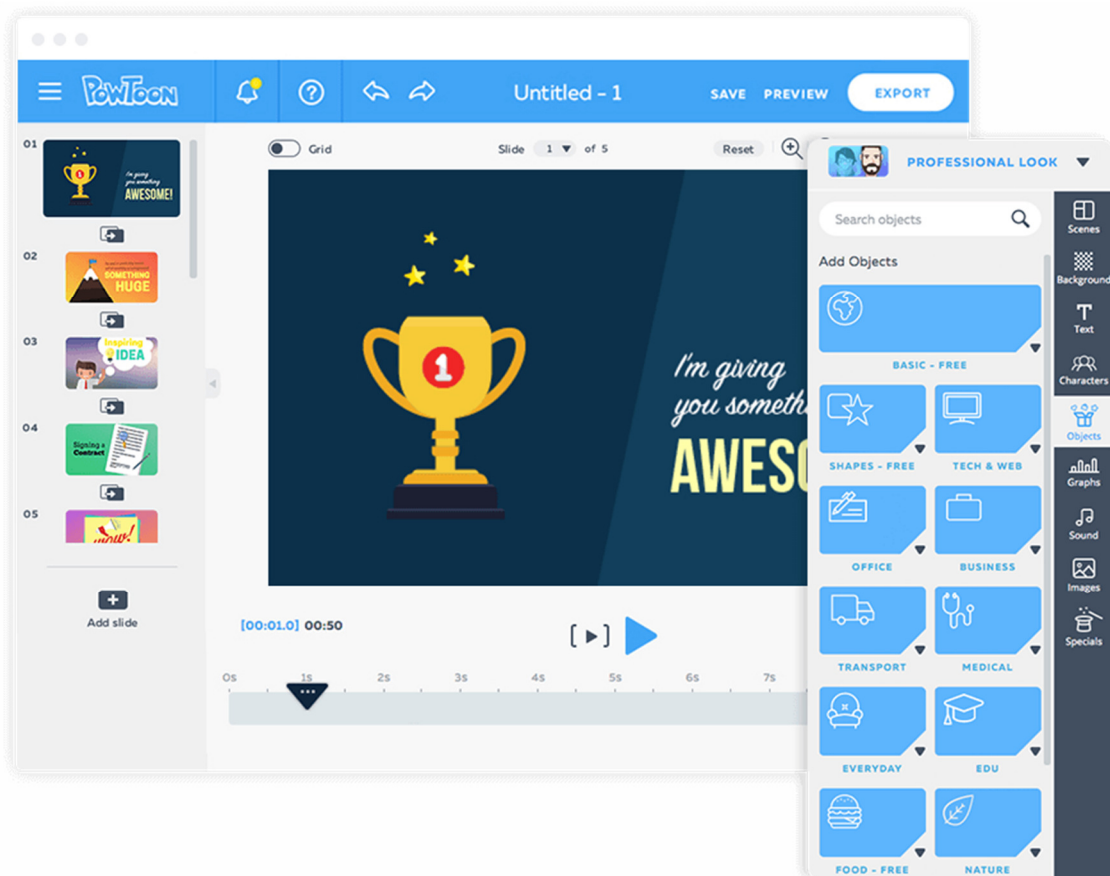 POWTOON
?
Untitled - 1
SAVE
PREVIEW
EXPORT
01
1
I'm giving
you something
AWESOME!
02
SOMETHING
HUGE
03
Inspiring
IDEA
04
Signing a
Contract
05
WOW!
Add slide
Grid
Slide 1 of 5
Reset
1
I'm giving
you someth
AWESO
[00:01.0] 00:50
0s 1s 2s 3s 4s 5s 6s 7s
PROFESSIONAL LOOK
Search objects
Add Objects
BASIC - FREE
SHAPES - FREE
TECH & WEB
OFFICE
BUSINESS
TRANSPORT
MEDICAL
EVERYDAY
EDU
FOOD - FREE
NATURE
Scenes
Background
Text
Characters
Objects
Graphs
Sound
Images
Specials